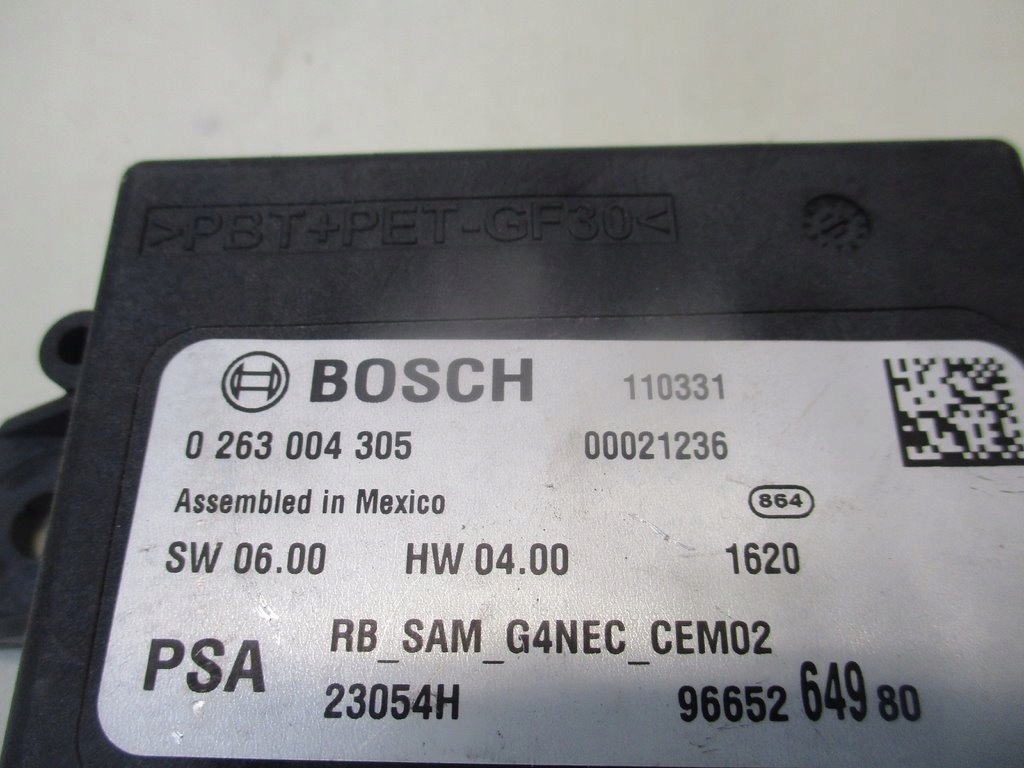 >PBT+PET-GF30<
BOSCH 110331
0 263 004 305 00021236
Assembled in Mexico 864
SW 06.00 HW 04.00 1620
RB_SAM_G4NEC_CEM02
PSA
23054H 96652 649 80